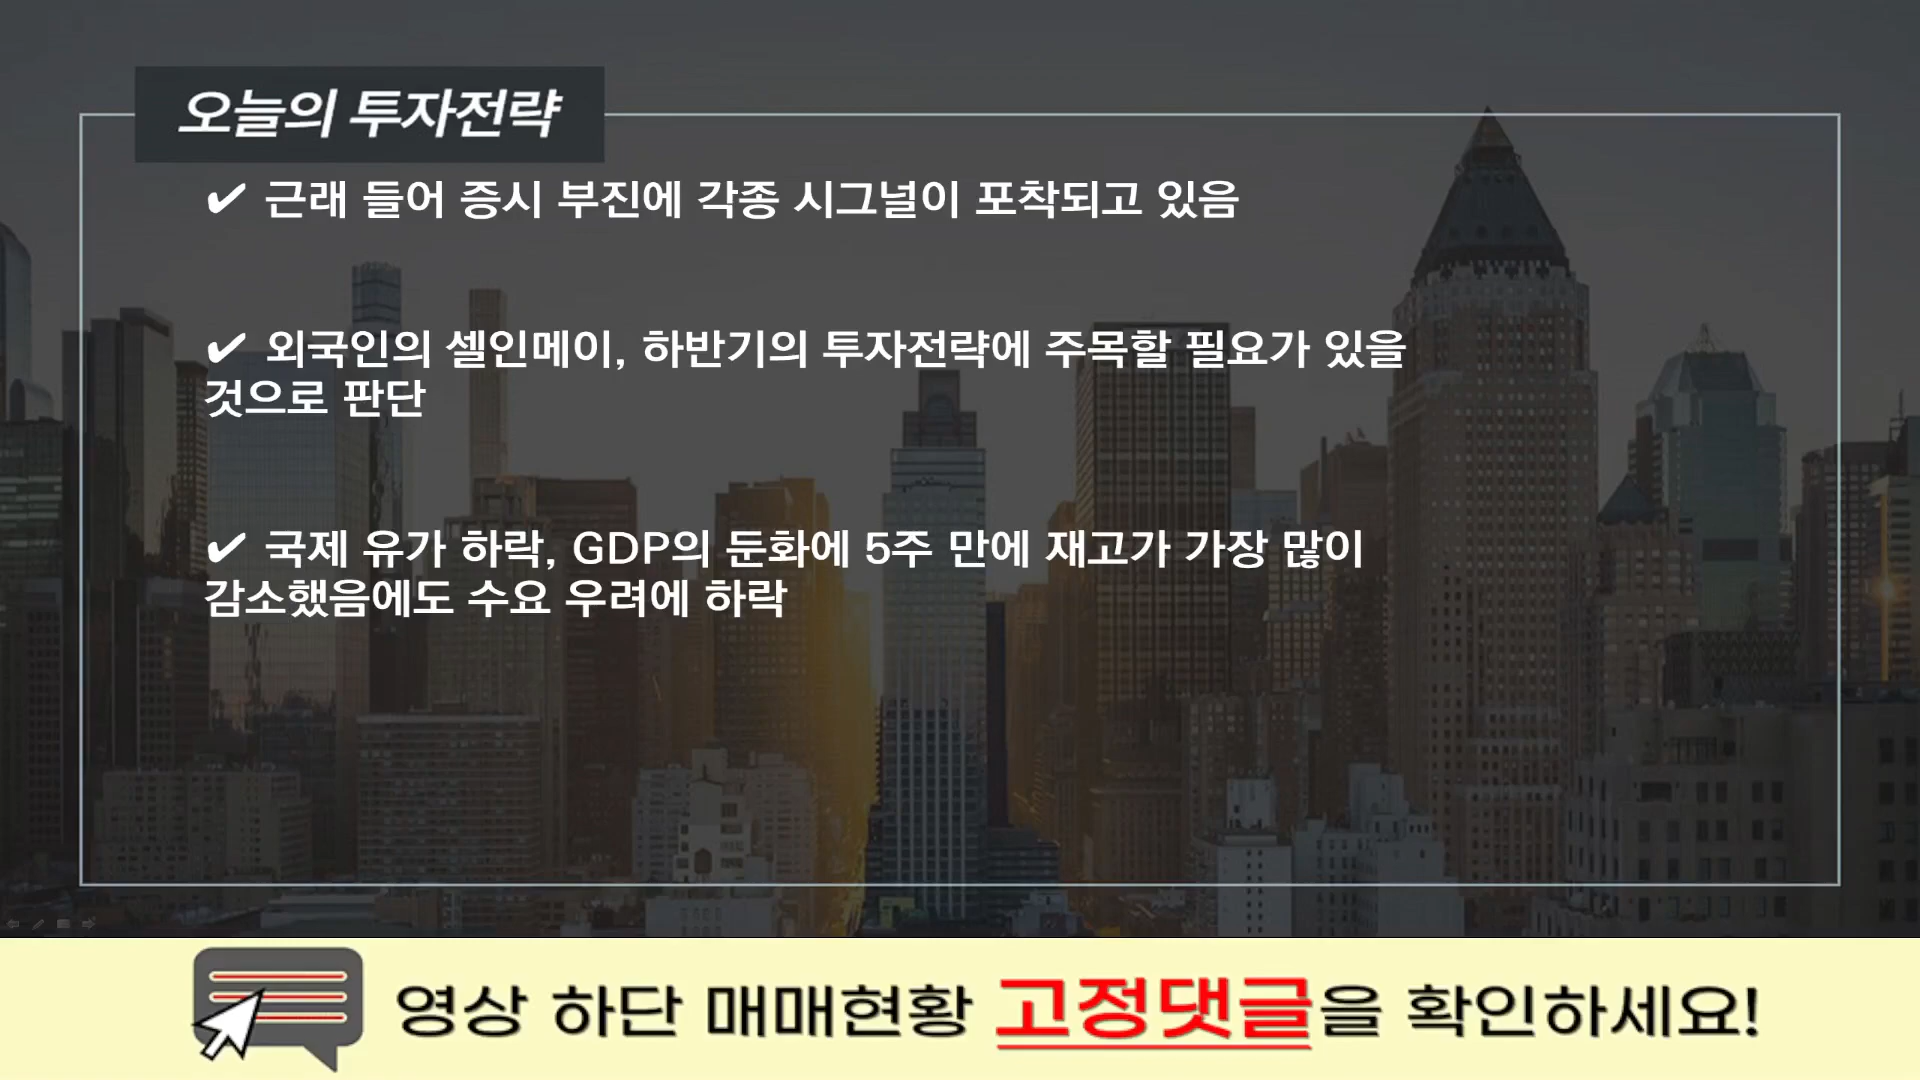 오늘의 투자전략
✔ 근래 들어 증시 부진에 각종 시그널이 포착되고 있음
✔ 외국인의 셀인메이, 하반기의 투자전략에 주목할 필요가 있을
것으로 판단
✔ 국제 유가 하락, GDP의 둔화에 5주 만에 재고가 가장 많이
감소했음에도 수요 우려에 하락
영상 하단 매매현황 고정댓글을 확인하세요!